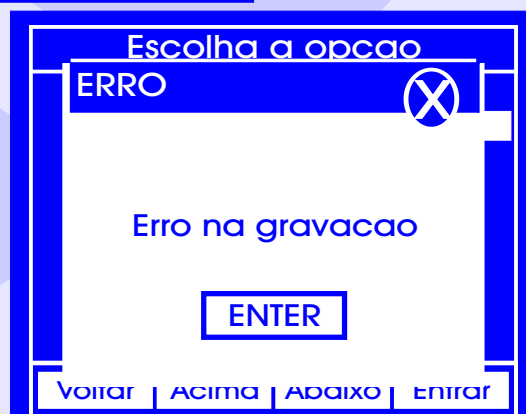 Escolha a opcao
ERRO X
Erro na gravacao
ENTER
Voltar Acima Abaixo Entrar